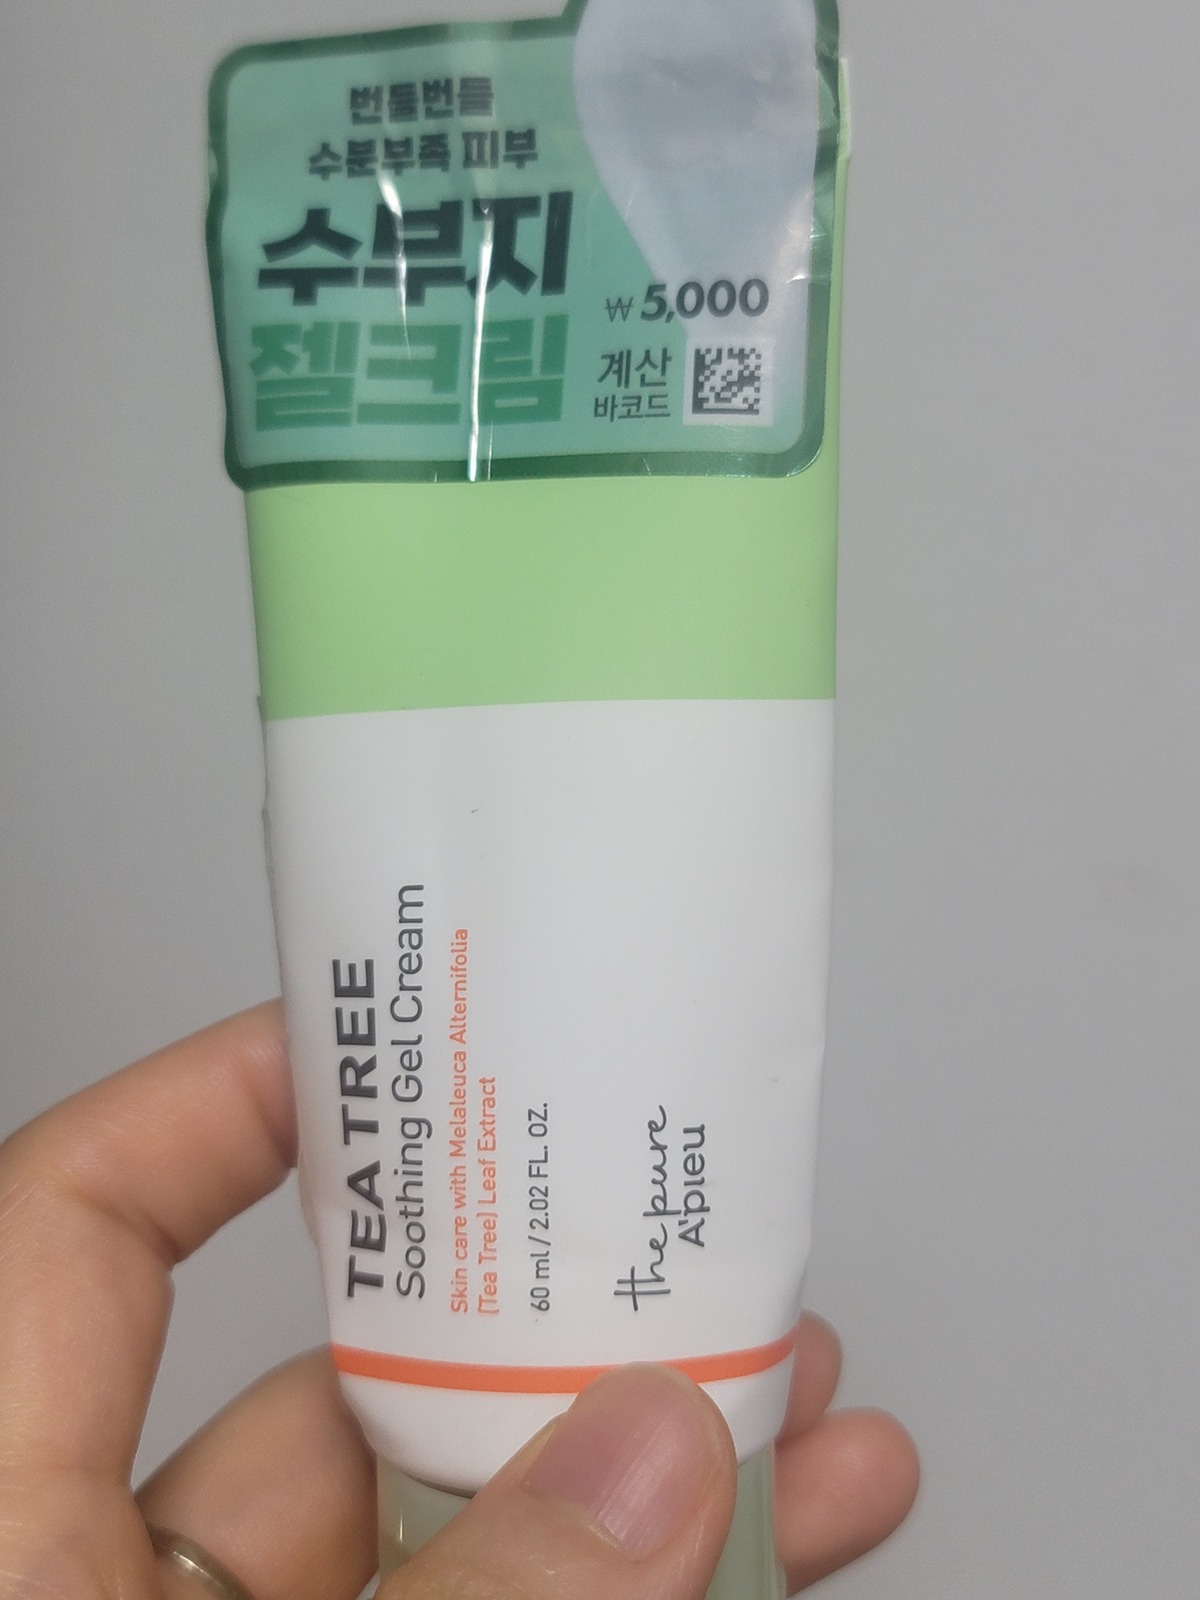 번들번들
수분부족 피부
수부지
젤크림
₩5,000
계산
바코드
TEA TREE
Soothing Gel Cream
Skin care with Melaleuca Alternifolia
(Tea Tree) Leaf Extract
60 ml / 2.02 FL. OZ.
the pure
A'pieu